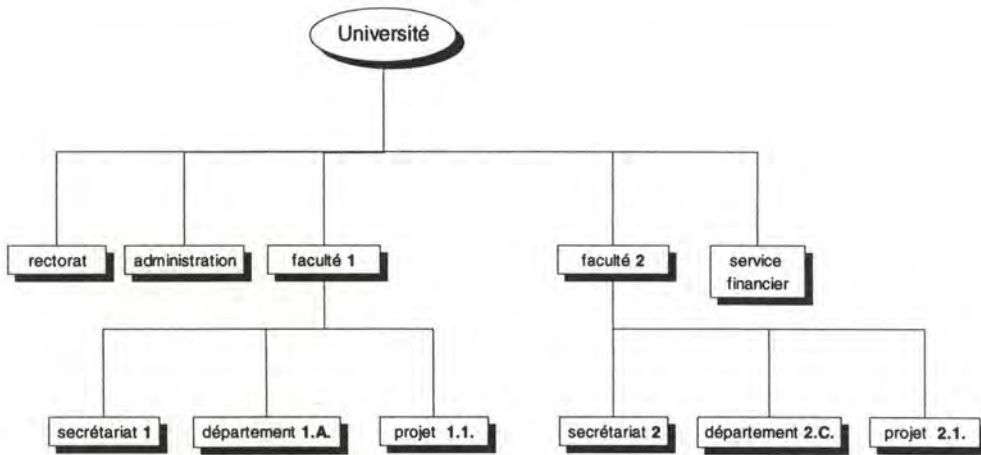 Université
rectorat
administration
faculté 1
faculté 2
service
financier
secrétariat 1
département 1.A.
projet 1.1.
secrétariat 2
département 2.C.
projet 2.1.